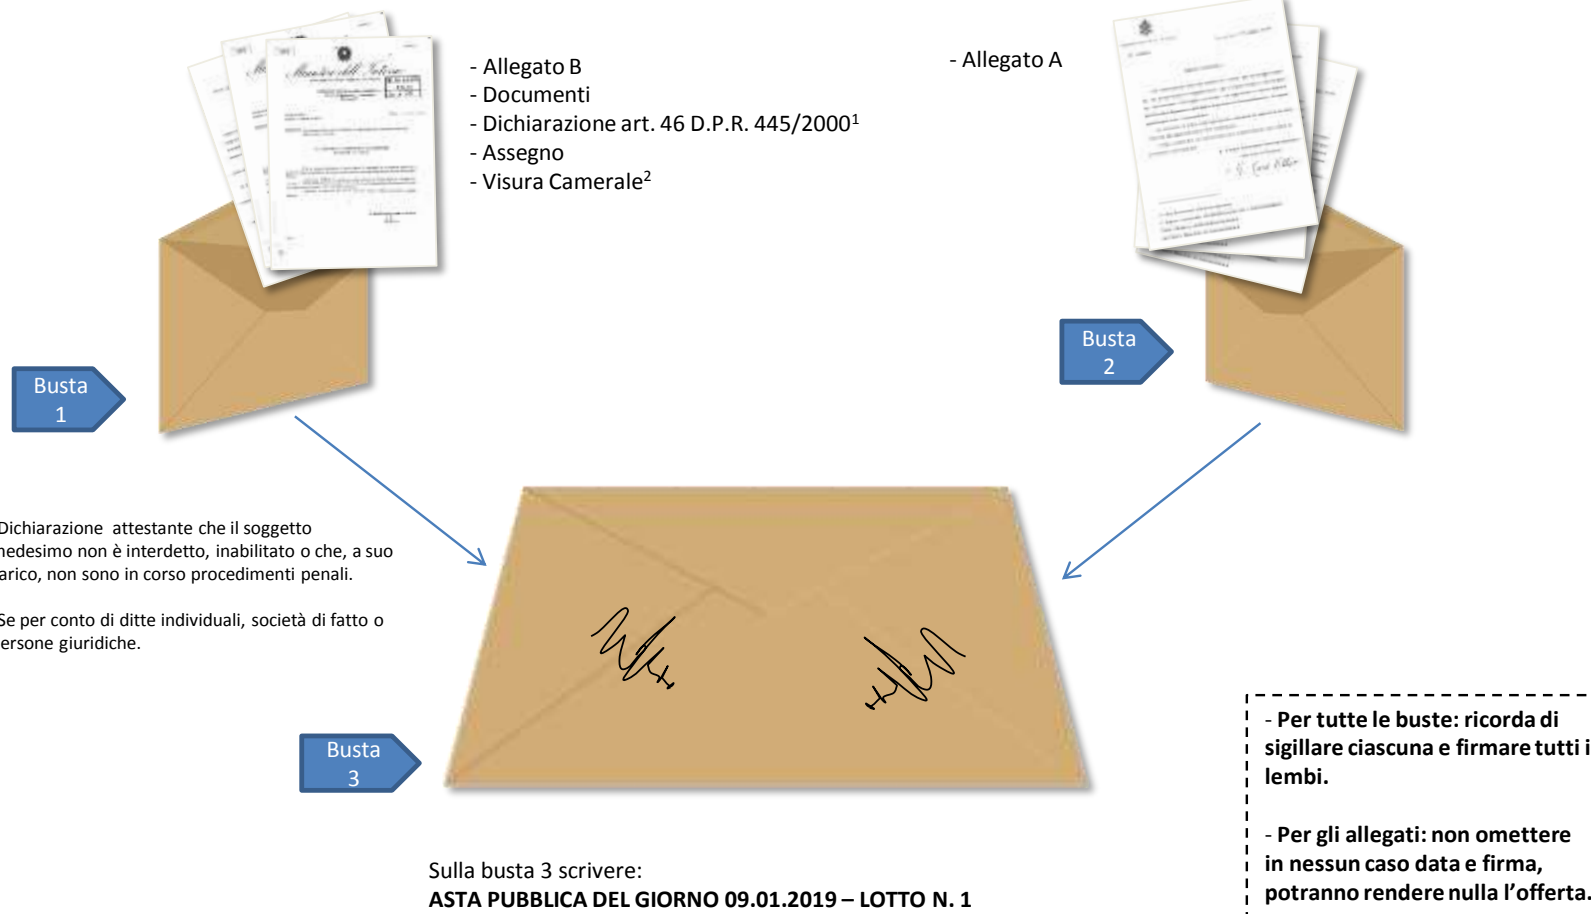 - Allegato B
- Documenti
- Dichiarazione art. 46 D.P.R. 445/2000¹
- Assegno
- Visura Camerale²
- Allegato A
Busta
1
Busta
2
Dichiarazione attestante che il soggetto
medesimo non è interdetto, inabilitato o che, a suo
arico, non sono in corso procedimenti penali.
Se per conto di ditte individuali, società di fatto o
ersone giuridiche.
Busta
3
- Per tutte le buste: ricorda di
sigillare ciascuna e firmare tutti i
lembi.
- Per gli allegati: non omettere
in nessun caso data e firma,
potranno rendere nulla l’offerta.
Sulla busta 3 scrivere:
ASTA PUBBLICA DEL GIORNO 09.01.2019 – LOTTO N. 1